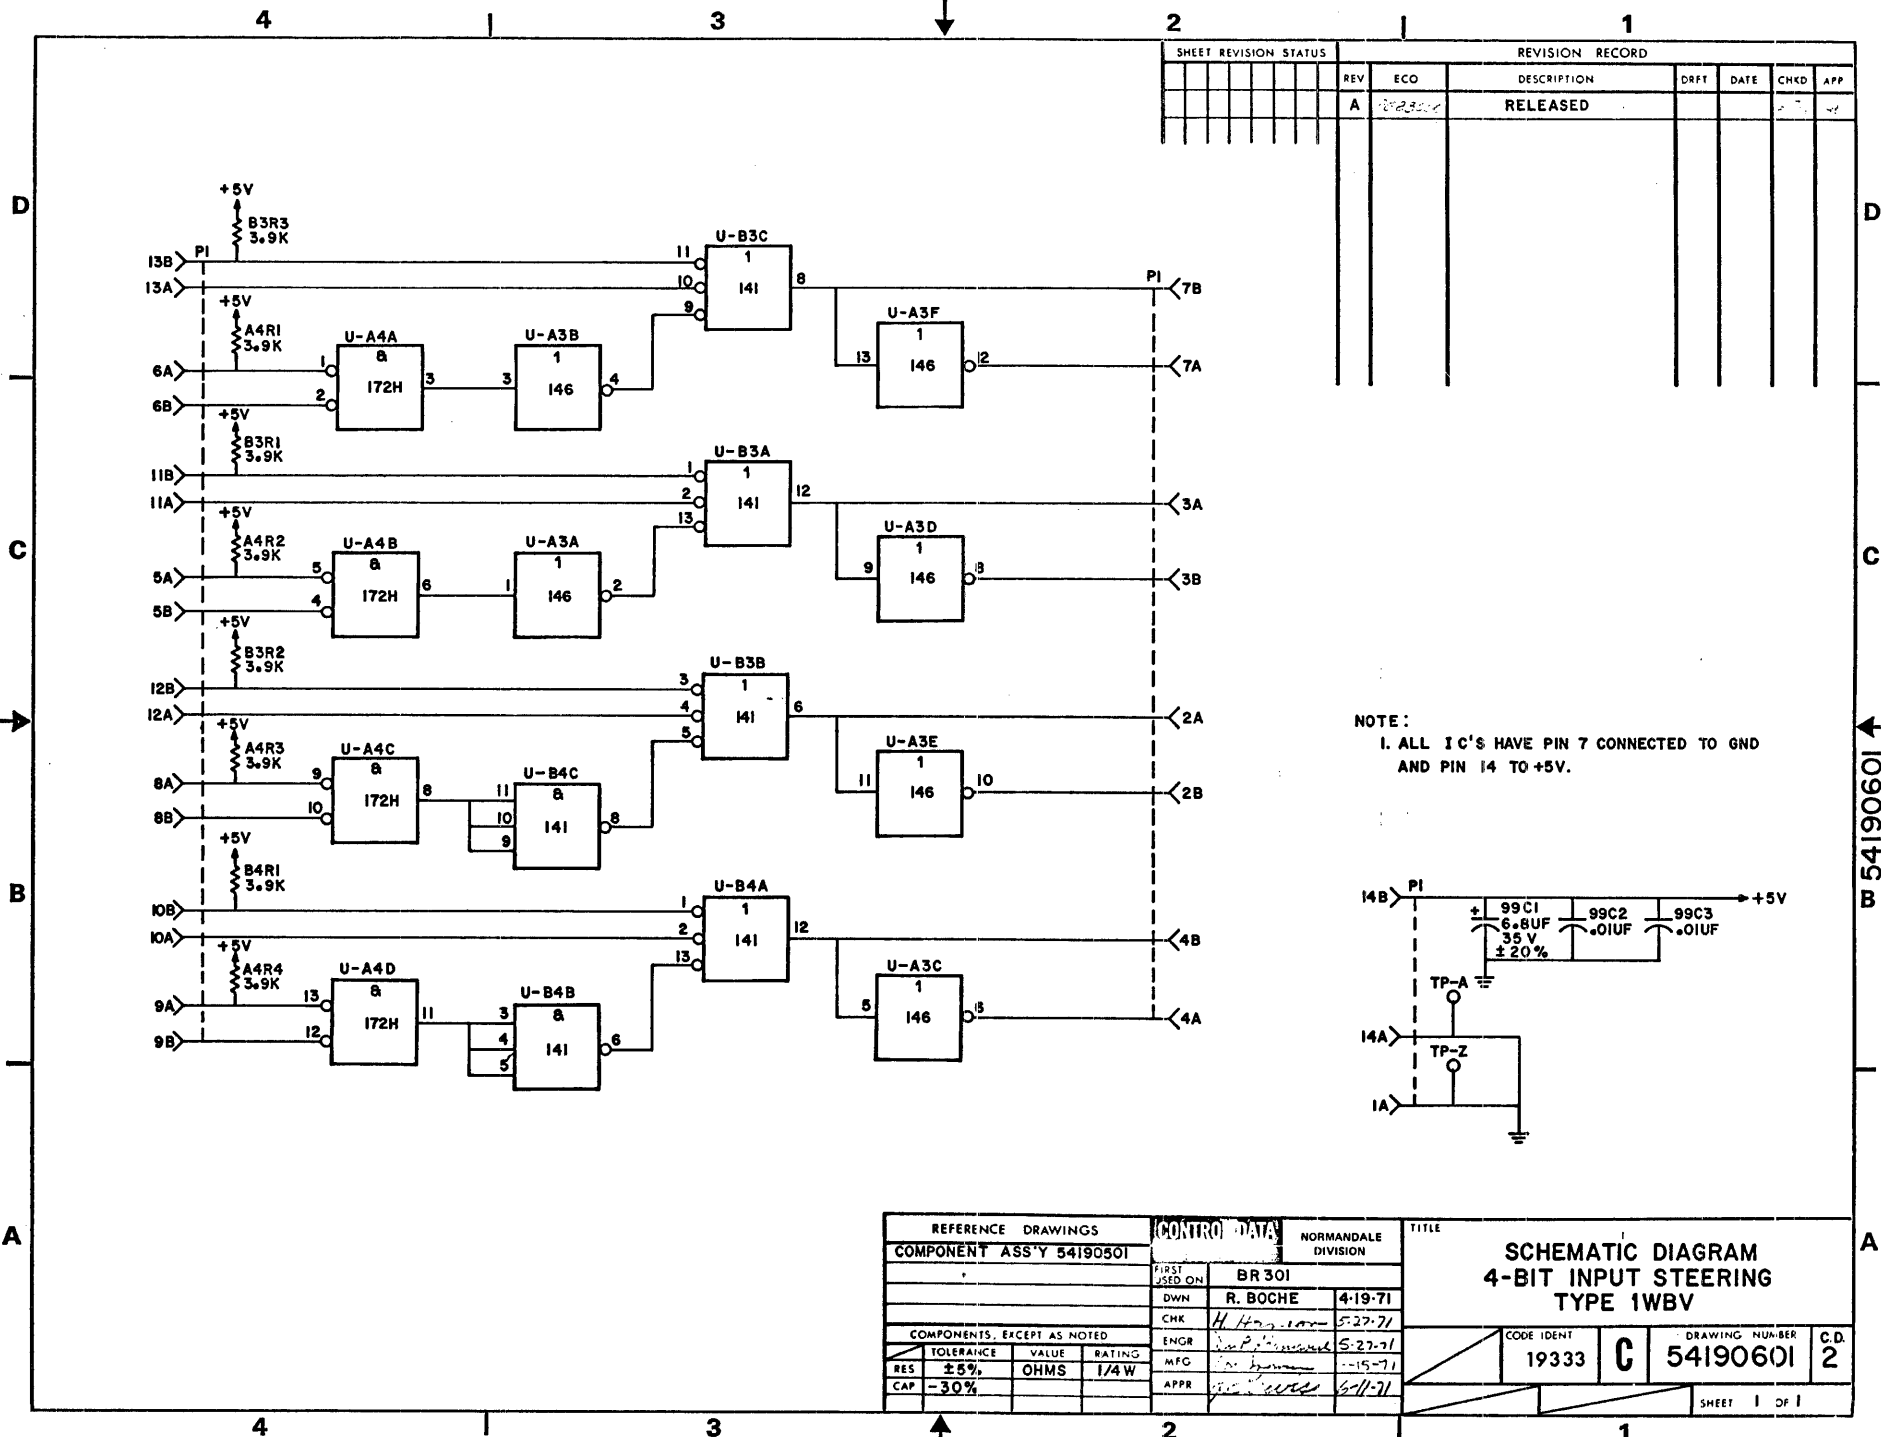 4 3 2 1
SHEET REVISION STATUS
REVISION RECORD
REV ECO DESCRIPTION DRFT DATE CHKD APP
A RELEASED
D D
+5V
B3R3
3.9K
13B P1
13A
+5V
A4R1
3.9K
6A
6B
U-A4A
&
172H
1
2
3
U-A3B
1
146
3
4
U-B3C
1
141
11
10
9
8
U-A3F
1
146
13
12
P1
7B
7A
+5V
B3R1
3.9K
11B
11A
+5V
A4R2
3.9K
5A
5B
C C
U-A4B
&
172H
5
4
6
U-A3A
1
146
1
2
U-B3A
1
141
1
2
13
12
U-A3D
1
146
9
8
3A
3B
+5V
B3R2
3.9K
12B
12A
+5V
A4R3
3.9K
8A
8B
U-A4C
&
172H
9
10
8
U-B4C
&
141
11
10
9
8
U-B3B
1
141
3
4
5
6
U-A3E
1
146
11
10
2A
2B
NOTE:
1. ALL IC'S HAVE PIN 7 CONNECTED TO GND
AND PIN 14 TO +5V.
54190601
+5V
B4R1
3.9K
B B
10B
10A
+5V
A4R4
3.9K
9A
9B
U-A4D
&
172H
13
12
11
U-B4B
&
141
3
4
5
6
U-B4A
1
141
1
2
13
12
U-A3C
1
146
5
6
4B
4A
14B P1 +5V
+ 99C1
6.8UF
35V
±20%
99C2
.01UF
99C3
.01UF
TP-A
14A
TP-Z
1A
A A
REFERENCE DRAWINGS
COMPONENT ASS'Y 54190501
COMPONENTS, EXCEPT AS NOTED
TOLERANCE VALUE RATING
RES ±5% OHMS 1/4W
CAP -30%
CONTROL DATA
NORMANDALE
DIVISION
FIRST
USED ON BR301
DWN R. BOCHE 4-19-71
CHK 5-27-71
ENGR 5-27-71
MFG -15-71
APPR 6-11-71
TITLE
SCHEMATIC DIAGRAM
4-BIT INPUT STEERING
TYPE 1WBV
CODE IDENT
19333
C
DRAWING NUMBER
54190601
C.D.
2
SHEET 1 OF 1
4 3 2 1